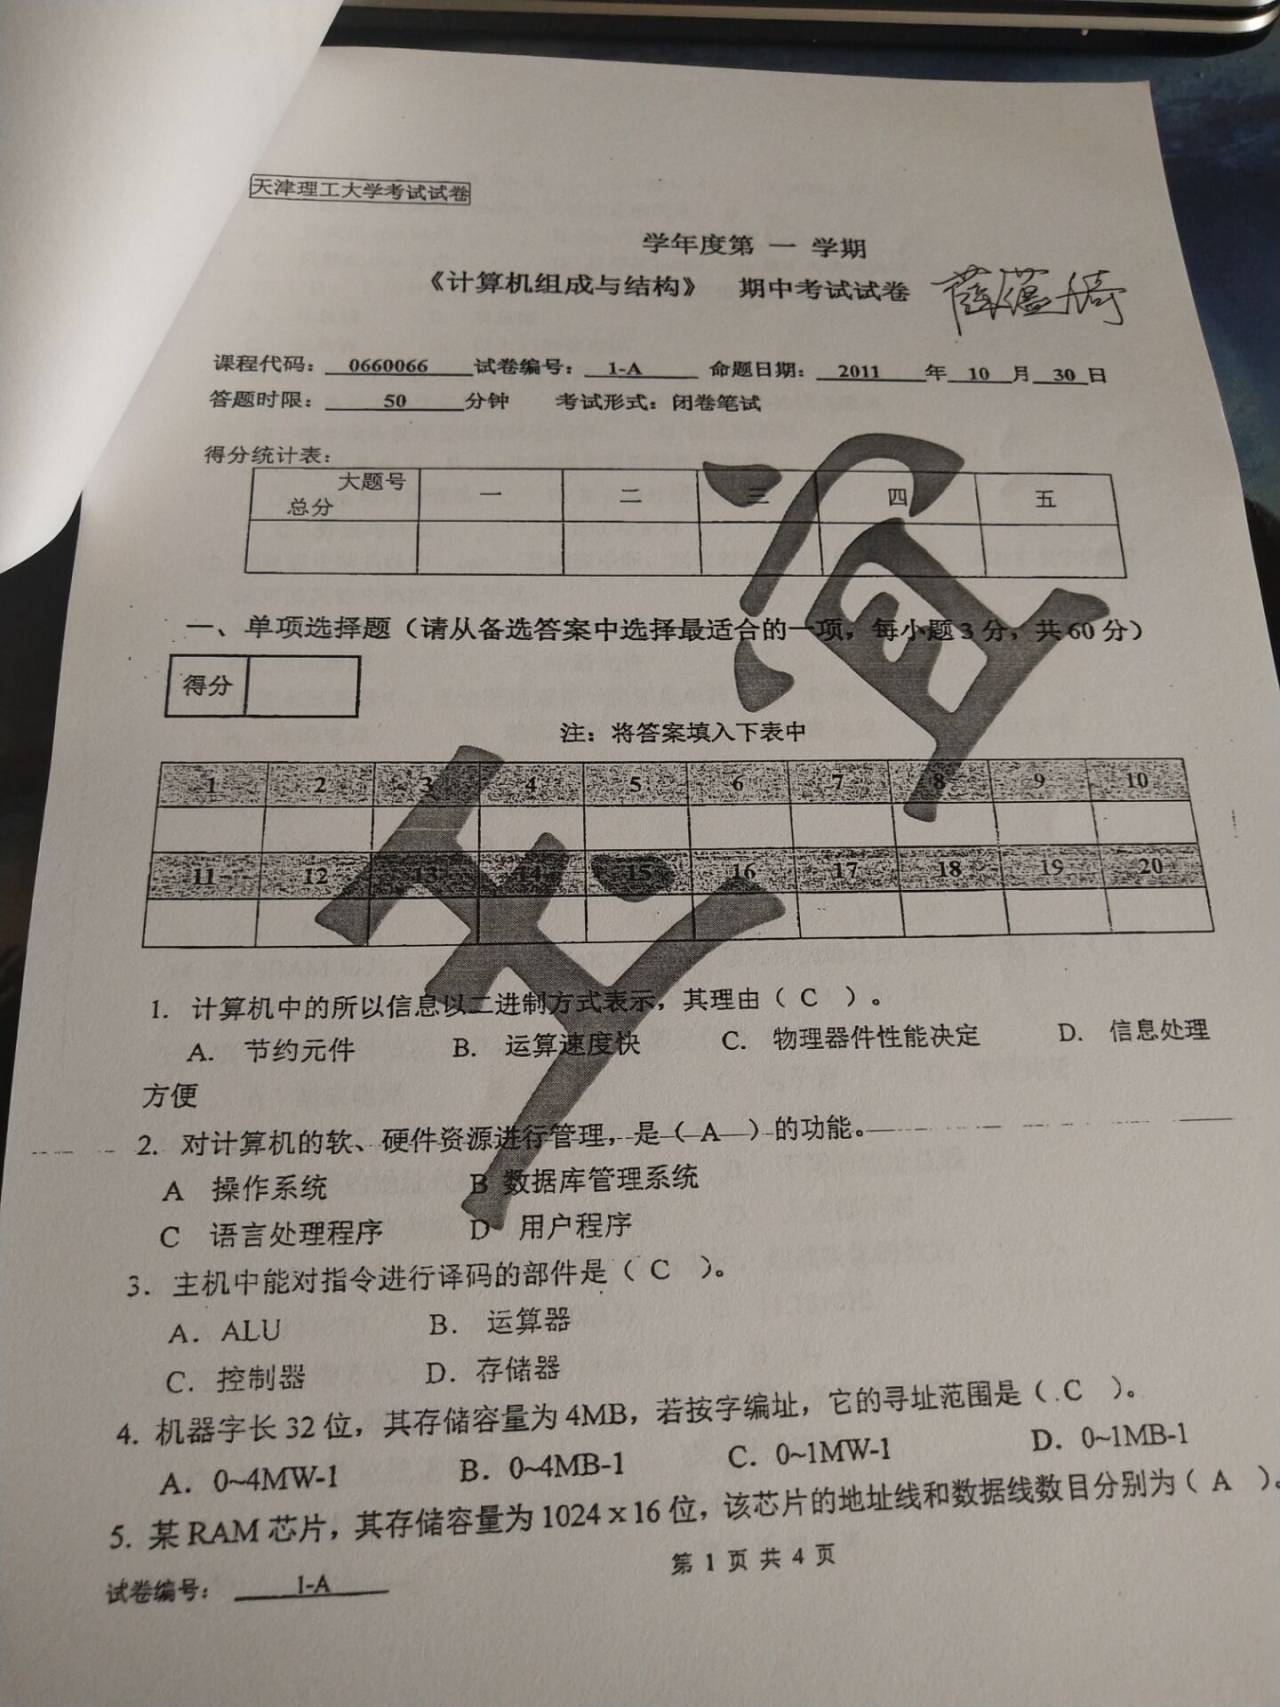 天津理工大学考试试卷
学年度第 一 学期
《计算机组成与结构》 期中考试试卷
课程代码： 0660066 试卷编号： 1-A 命题日期： 2011 年 10 月 30 日
答题时限： 50 分钟 考试形式：闭卷笔试
得分统计表：
大题号 一 二 三 四 五
总分
一、单项选择题（请从备选答案中选择最适合的一项，每小题 3 分，共 60 分）
得分
注：将答案填入下表中
1 2 3 4 5 6 7 8 9 10
11 12 13 14 15 16 17 18 19 20
1. 计算机中的所以信息以二进制方式表示，其理由（ C ）。
A. 节约元件 B. 运算速度快 C. 物理器件性能决定 D. 信息处理
方便
2. 对计算机的软、硬件资源进行管理，是（ A ）的功能。
A 操作系统 B 数据库管理系统
C 语言处理程序 D 用户程序
3. 主机中能对指令进行译码的部件是（ C ）。
A．ALU B． 运算器
C．控制器 D．存储器
4. 机器字长 32 位，其存储容量为 4MB，若按字编址，它的寻址范围是（ C ）。
A．0~4MW-1 B．0~4MB-1 C．0~1MW-1 D．0~1MB-1
5. 某 RAM 芯片，其存储容量为 1024 x 16 位，该芯片的地址线和数据线数目分别为（ A ）。
第 1 页 共 4 页
试卷编号： 1-A